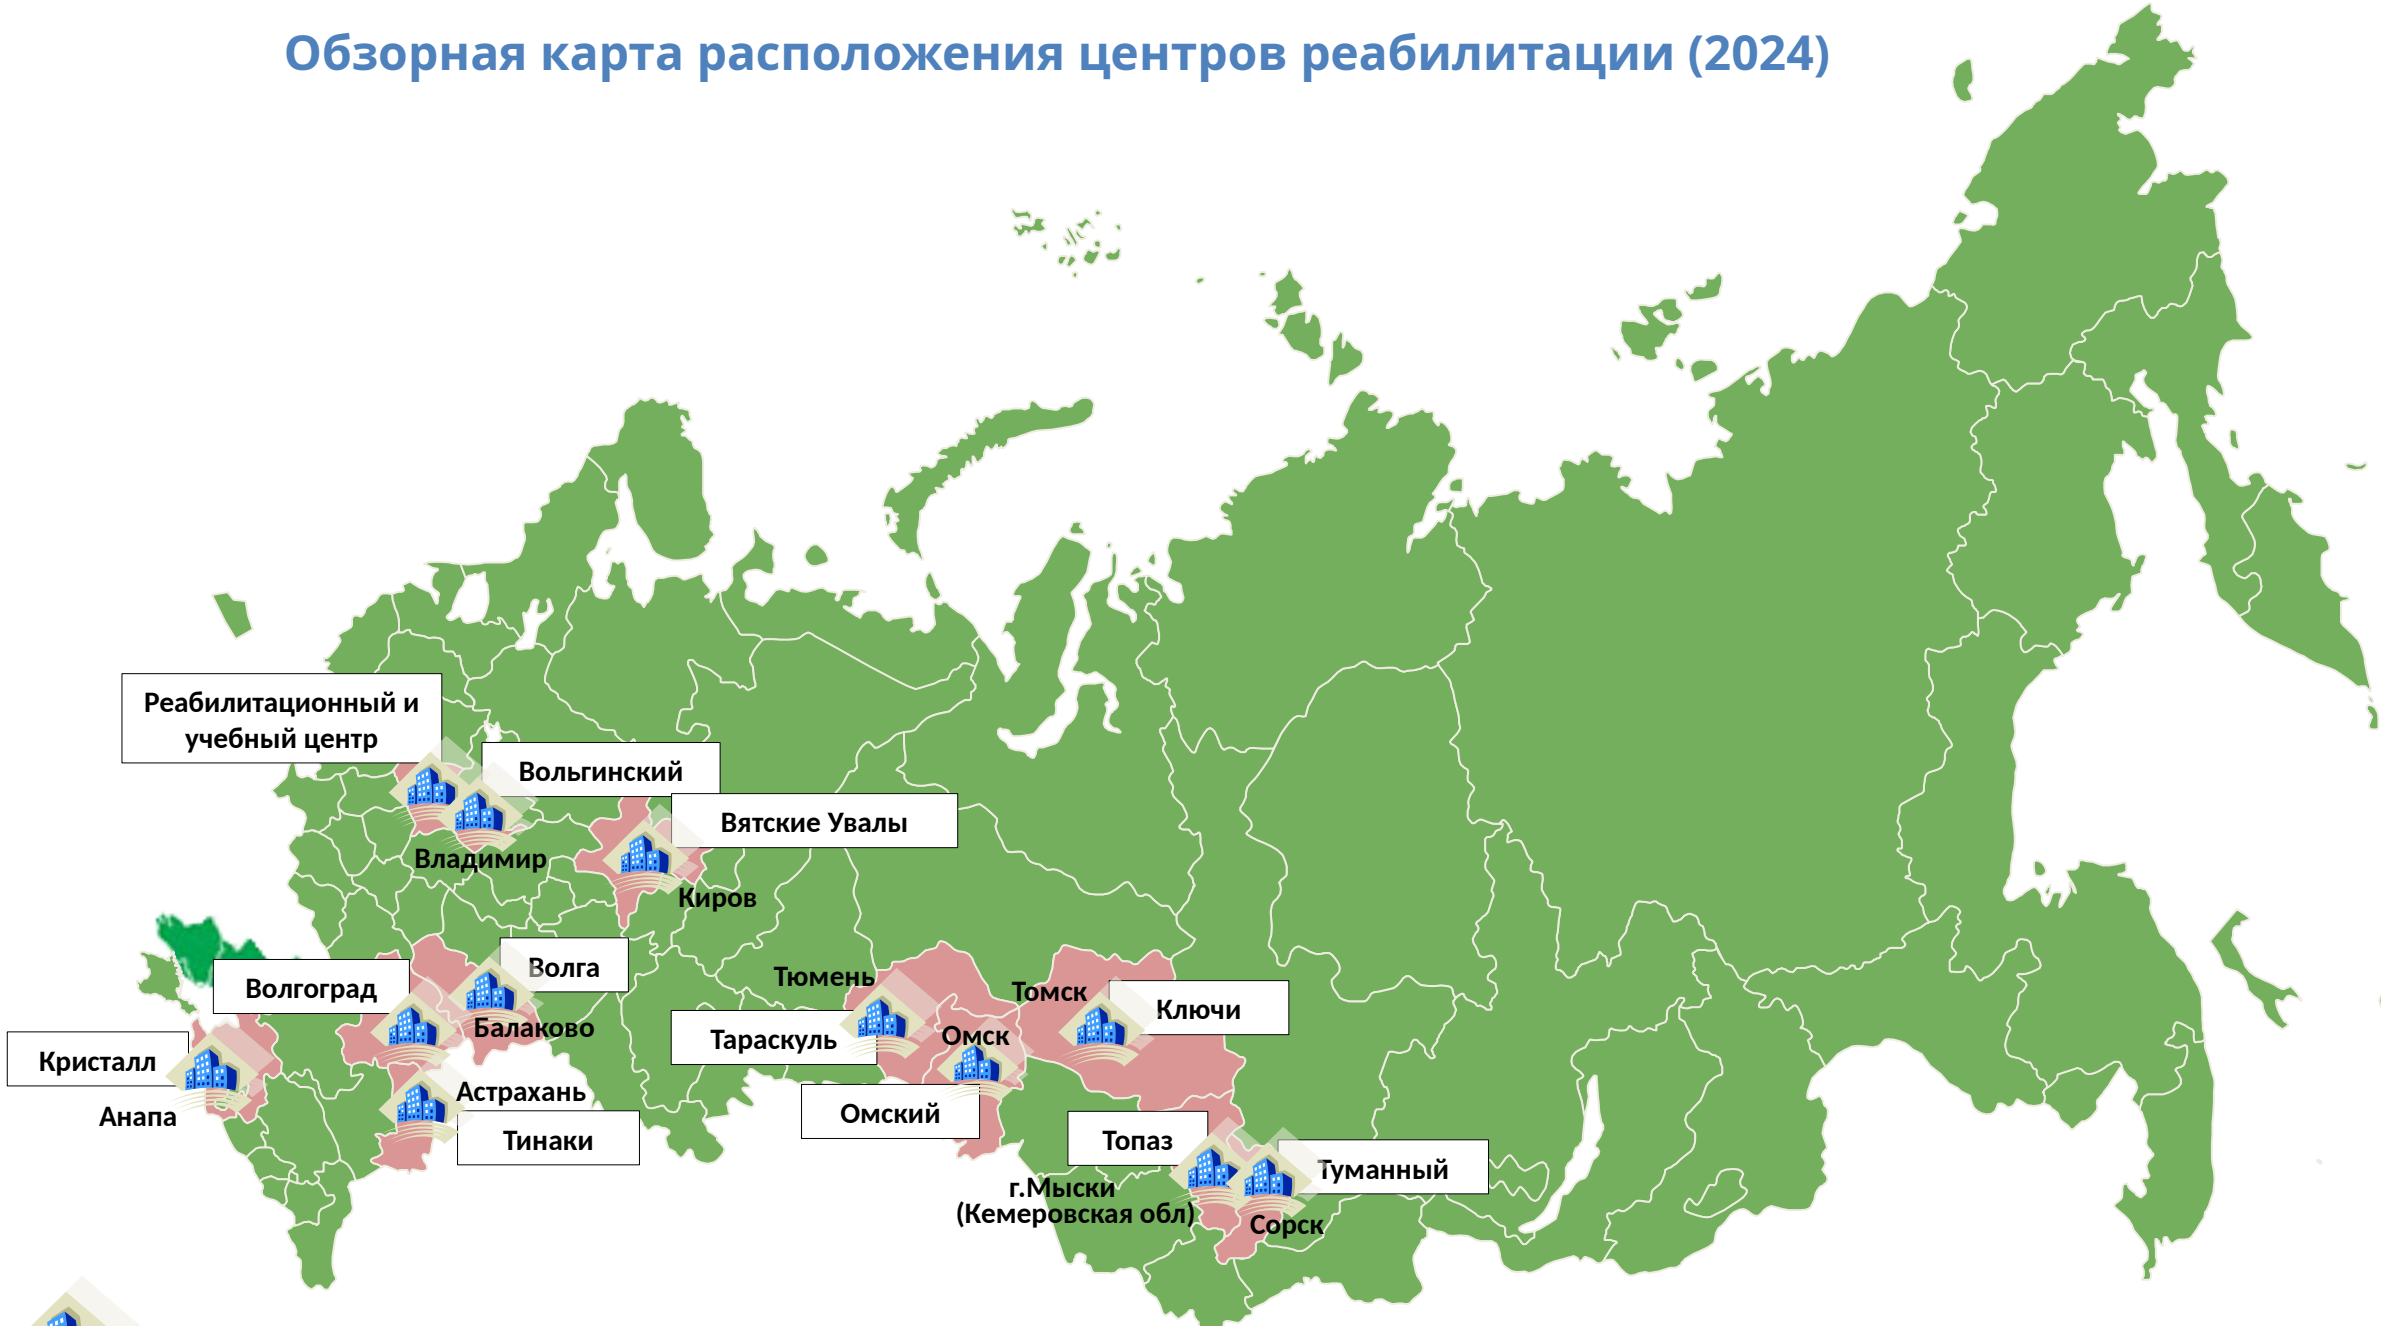 Обзорная карта расположения центров реабилитации (2024)
Реабилитационный и
учебный центр
Вольгинский
Вятские Увалы
Владимир
Киров
Волга
Волгоград
Тюмень
Томск
Ключи
Балаково
Тараскуль
Омск
Кристалл
Астрахань
Анапа
Омский
Тинаки
Топаз
Туманный
г.Мыски
(Кемеровская обл)
Сорск